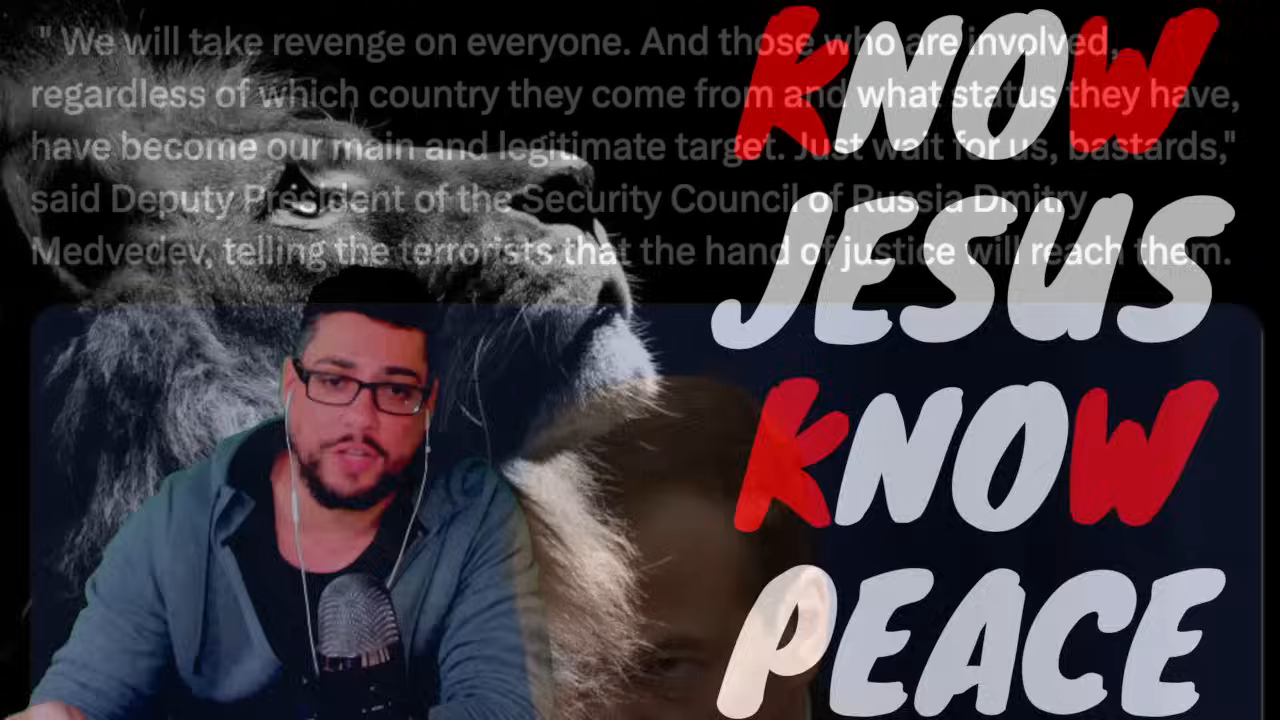 " We will take revenge on everyone. And those who are involved,
regardless of which country they come from and what status they have,
have become our main and legitimate target. Just wait for us, bastards,"
said Deputy President of the Security Council of Russia Dmitry
Medvedev, telling the terrorists that the hand of justice will reach them.
KNOW
JESUS
KNOW
PEACE